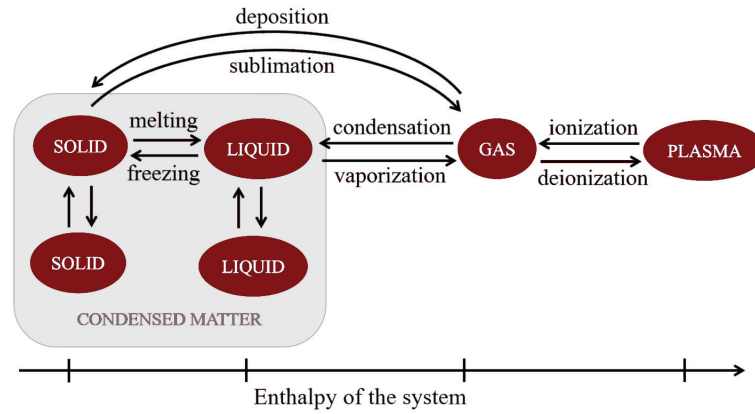 deposition
sublimation
melting
condensation
ionization
SOLID
LIQUID
GAS
PLASMA
freezing
vaporization
deionization
SOLID
LIQUID
CONDENSED MATTER
Enthalpy of the system